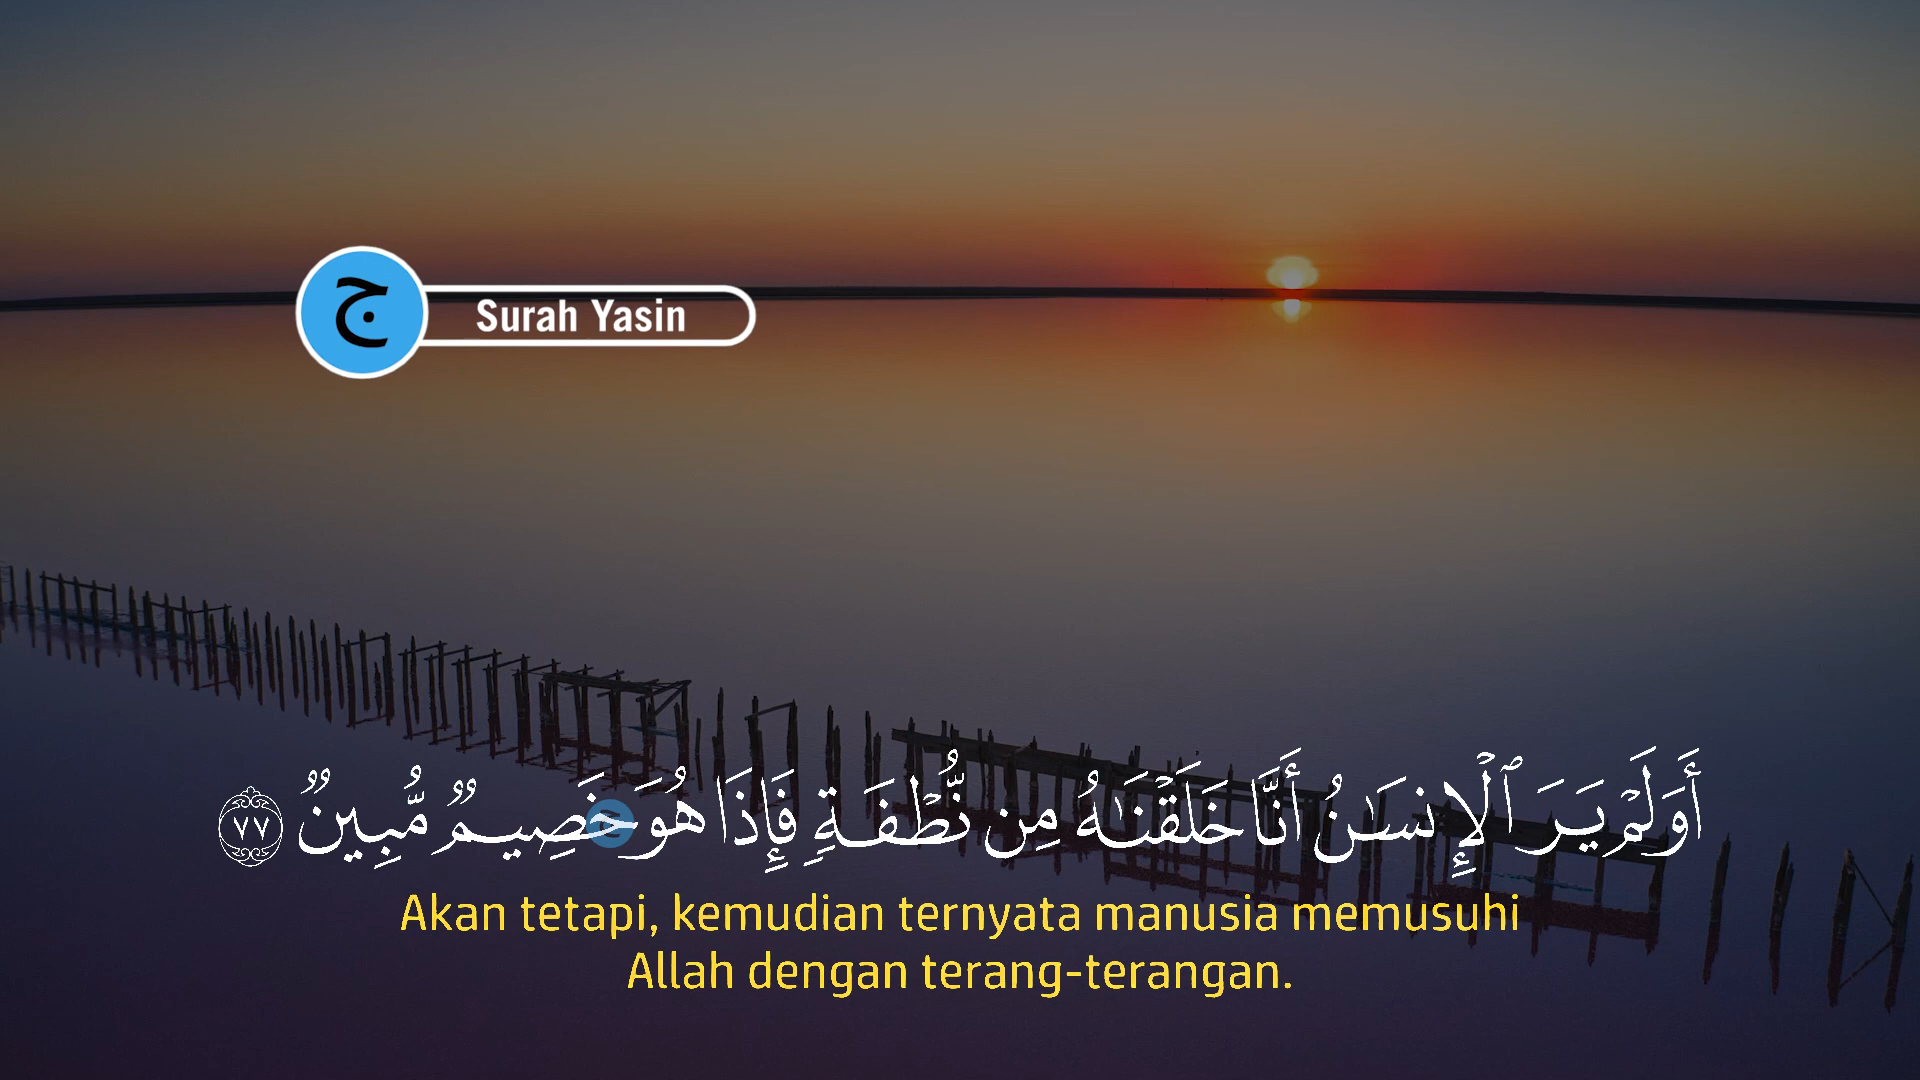 ج
Surah Yasin
أَوَلَمْ يَرَ ٱلْإِنسَـٰنُ أَنَّا خَلَقْنَـٰهُ مِن نُّطْفَةٍ فَإِذَا هُوَ خَصِيمٌ مُّبِينٌ ٧٧
Akan tetapi, kemudian ternyata manusia memusuhi
Allah dengan terang-terangan.